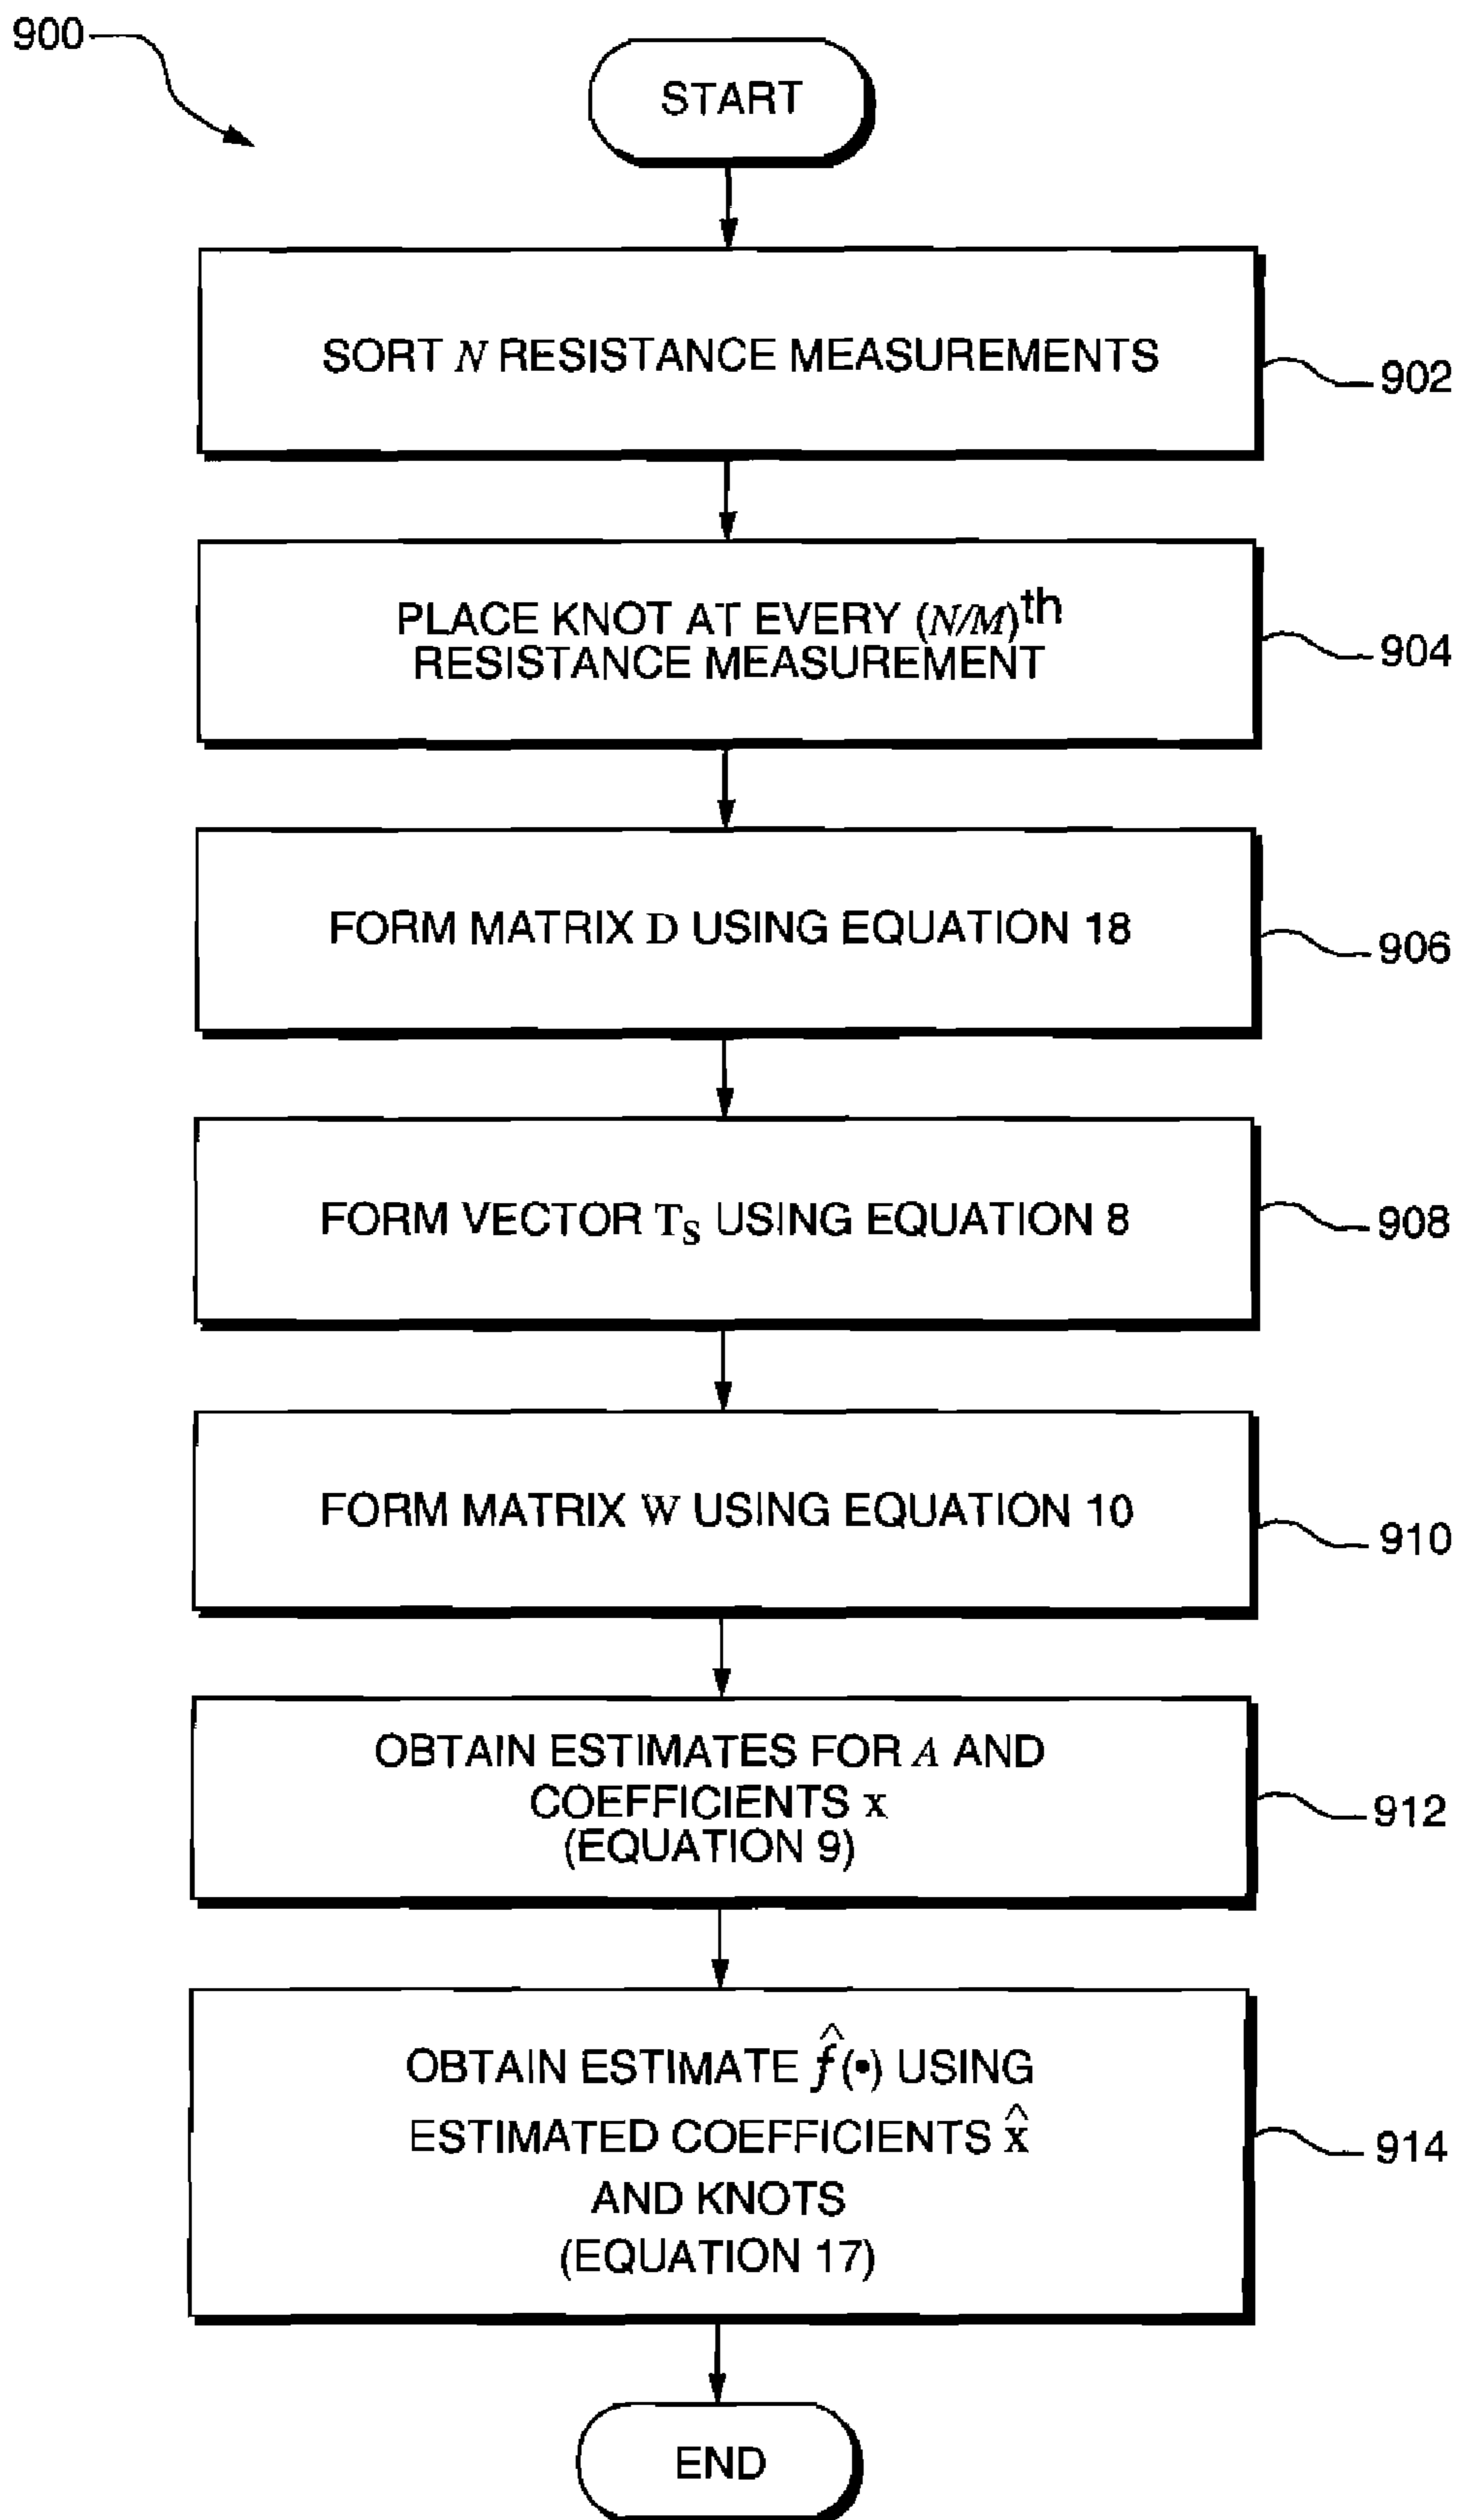 900
START
SORT N RESISTANCE MEASUREMENTS
902
PLACE KNOT AT EVERY (N/M)th
RESISTANCE MEASUREMENT
904
FORM MATRIX D USING EQUATION 18
906
FORM VECTOR TS USING EQUATION 8
908
FORM MATRIX W USING EQUATION 10
910
OBTAIN ESTIMATES FOR A AND
COEFFICIENTS x
(EQUATION 9)
912
OBTAIN ESTIMATE f̂(•) USING
ESTIMATED COEFFICIENTS x̂
AND KNOTS
(EQUATION 17)
914
END